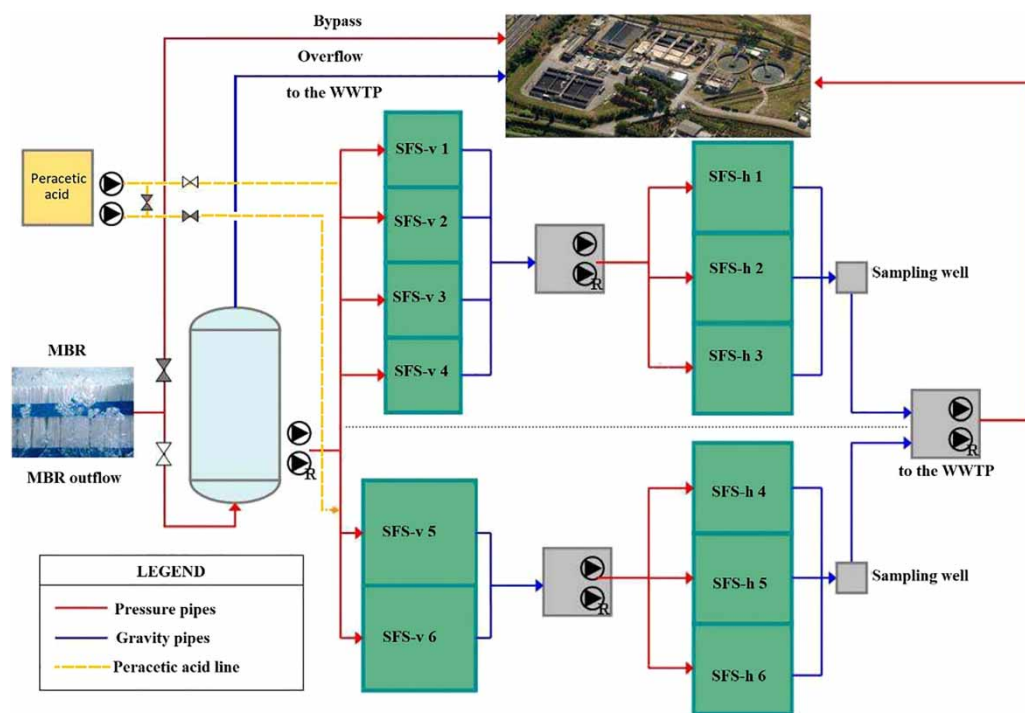 Bypass
Overflow
to the WWTP
Peracetic
acid
SFS-v 1
SFS-v 2
SFS-v 3
SFS-v 4
R
SFS-h 1
SFS-h 2
SFS-h 3
Sampling well
MBR
MBR outflow
R
R
to the WWTP
SFS-v 5
SFS-v 6
R
SFS-h 4
SFS-h 5
SFS-h 6
Sampling well
LEGEND
Pressure pipes
Gravity pipes
Peracetic acid line